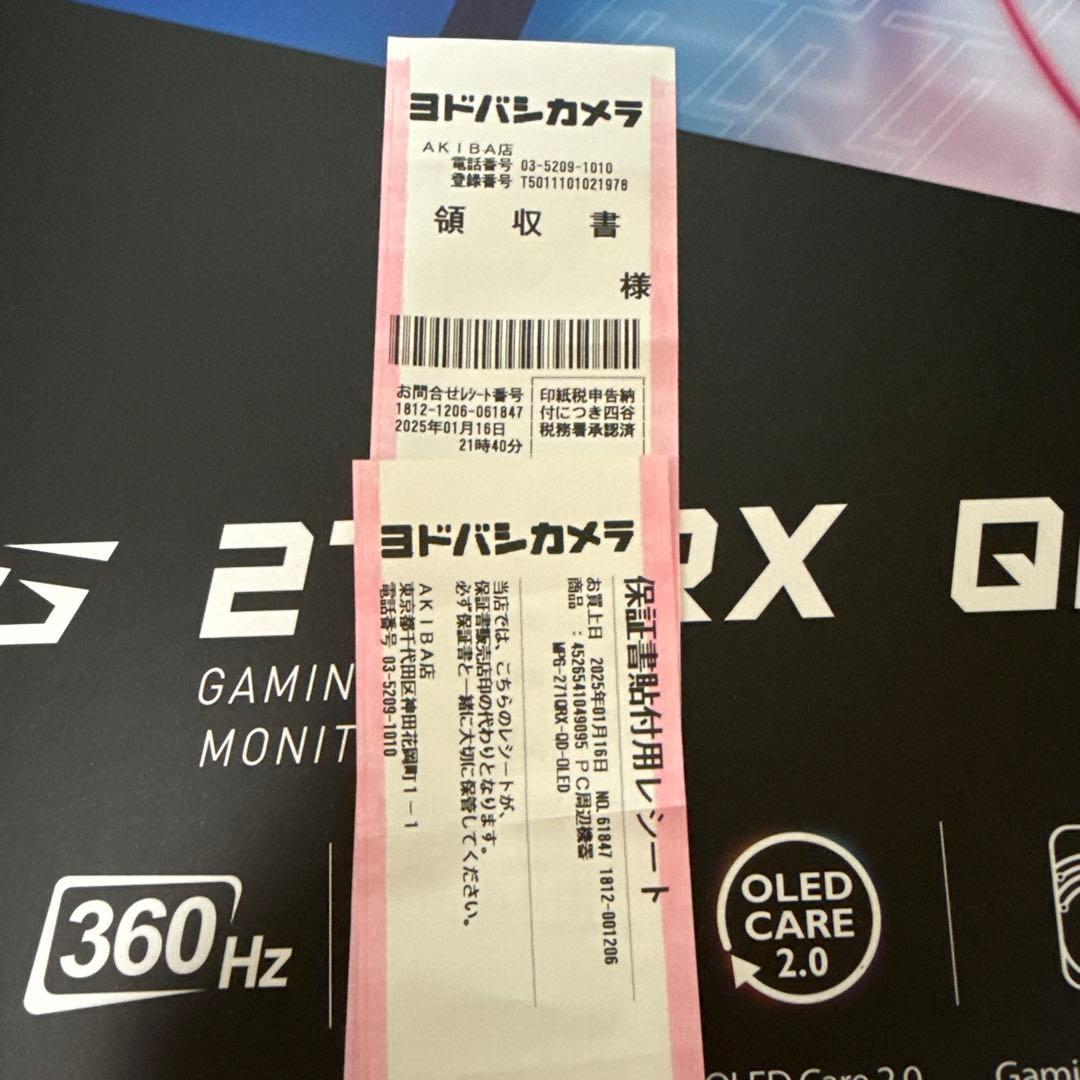 ヨドバシカメラ
AKIBA店
電話番号 03-5209-1010
登録番号 T5011101021978
領 収 書
様
お問合せﾚｼｰﾄ番号
1812-1206-061847
2025年01月16日
21時40分
印紙税申告納
付につき四谷
税務署承認済
ヨドバシカメラ
保証書貼付用レシート
お買上日 2025年01月16日 NO.61847 1812-001206
商品 :4526541049095 PC周辺機器
MPG-271QRX-QD-OLED
当店では、こちらのレシートが、
保証書販売店印の代わりとなります。
必ず保証書と一緒に大切に保管してください。
AKIBA店
東京都千代田区神田花岡町1-1
電話番号 03-5209-1010
RX
GAMIN
MONIT
360Hz
OLED
CARE
2.0
OLED Care 2.0
Gami